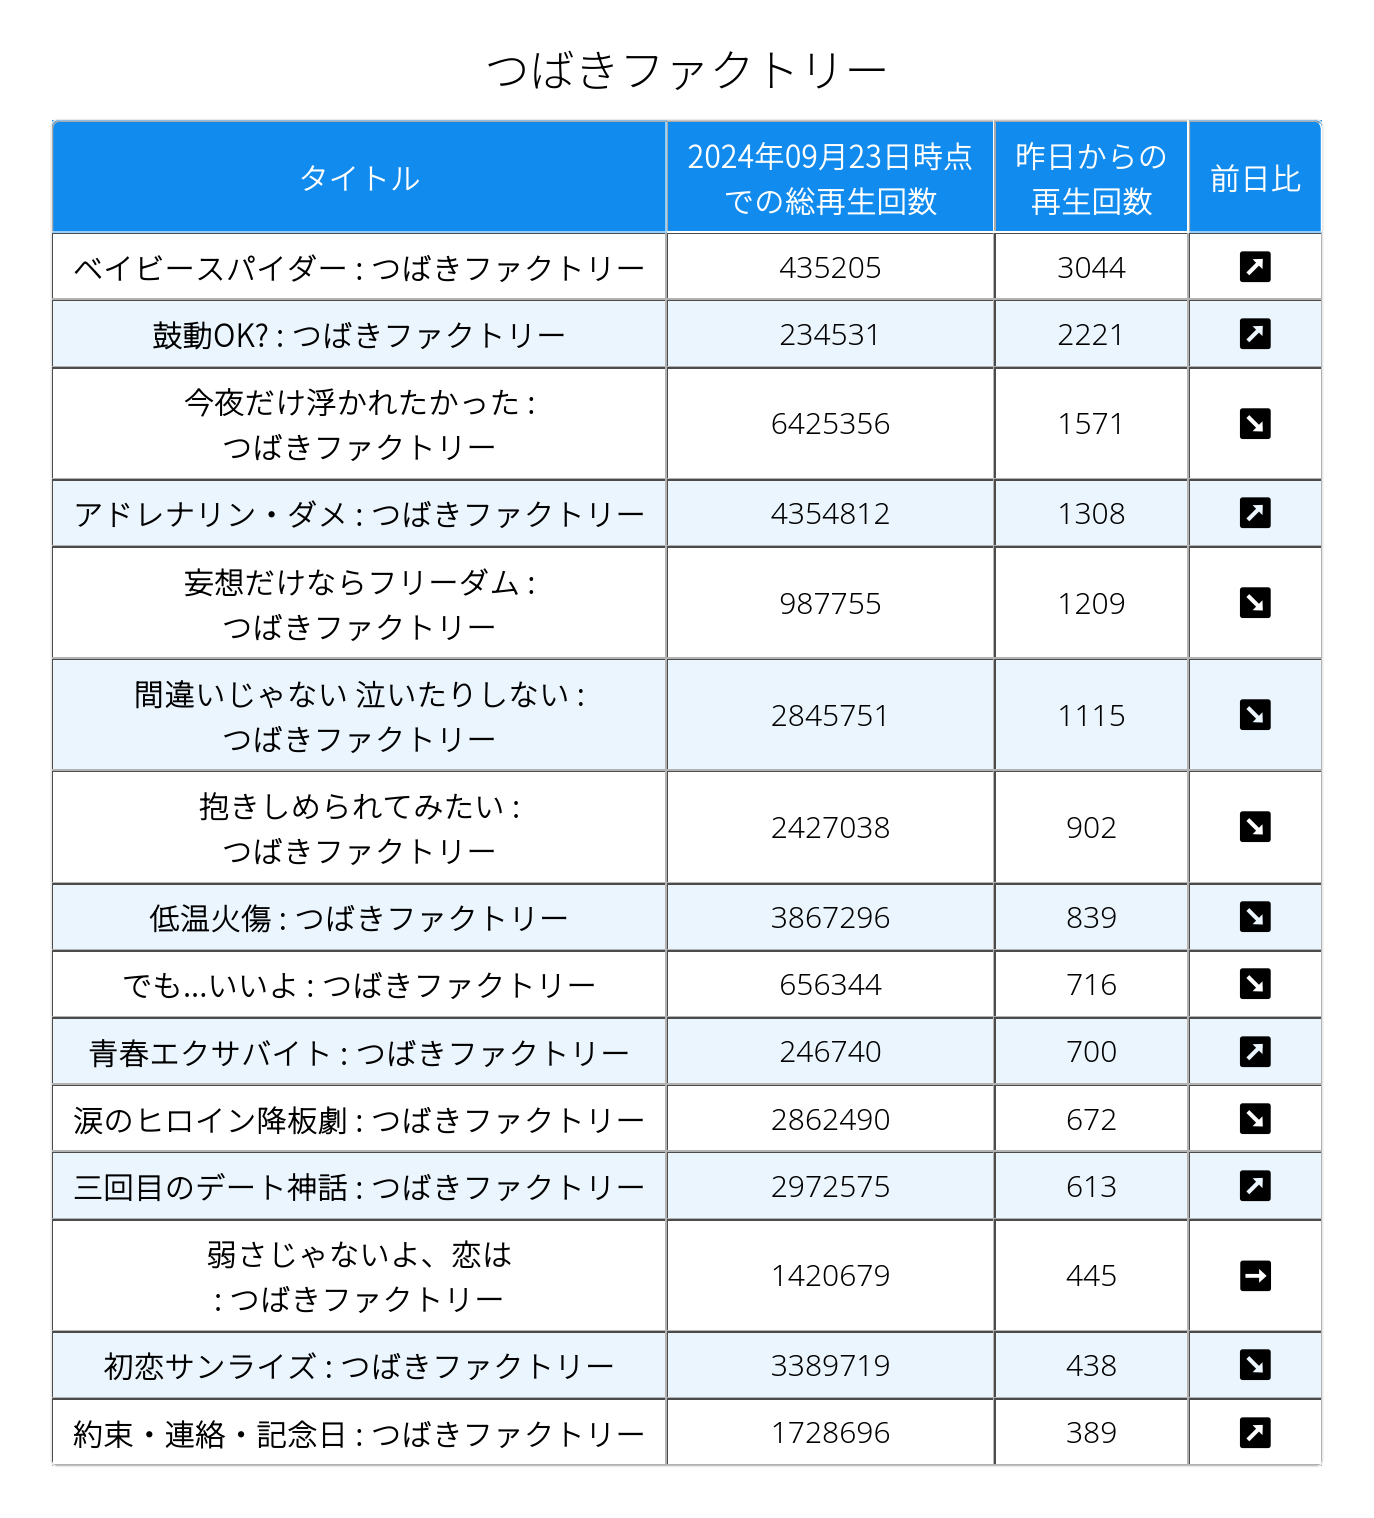 つばきファクトリー
タイトル
2024年09月23日時点
での総再生回数
昨日からの
再生回数
前日比
ベイビースパイダー : つばきファクトリー 435205 3044 ↗
鼓動OK? : つばきファクトリー 234531 2221 ↗
今夜だけ浮かれたかった :
つばきファクトリー
6425356 1571 ↘
アドレナリン・ダメ : つばきファクトリー 4354812 1308 ↗
妄想だけならフリーダム :
つばきファクトリー
987755 1209 ↘
間違いじゃない 泣いたりしない :
つばきファクトリー
2845751 1115 ↘
抱きしめられてみたい :
つばきファクトリー
2427038 902 ↘
低温火傷 : つばきファクトリー 3867296 839 ↘
でも...いいよ : つばきファクトリー 656344 716 ↘
青春エクサバイト : つばきファクトリー 246740 700 ↗
涙のヒロイン降板劇 : つばきファクトリー 2862490 672 ↘
三回目のデート神話 : つばきファクトリー 2972575 613 ↗
弱さじゃないよ、恋は
: つばきファクトリー
1420679 445 →
初恋サンライズ : つばきファクトリー 3389719 438 ↘
約束・連絡・記念日 : つばきファクトリー 1728696 389 ↗